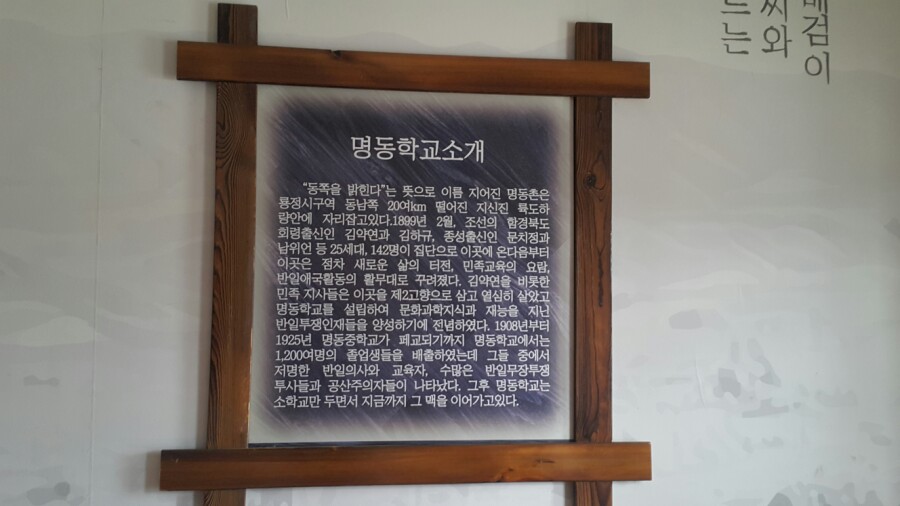 명동학교소개
"동쪽을 밝힌다"는 뜻으로 이름 지어진 명동촌은
룡정시구역 동남쪽 20여km 떨어진 지신진 륙도하
량안에 자리잡고있다.1899년 2월, 조선의 함경북도
회령출신인 김약연과 김하규, 종성출신인 문치정과
남위언 등 25세대, 142명이 집단으로 이곳에 온다음부터
이곳은 점차 새로운 삶의 터전, 민족교육의 요람,
반일애국활동의 활무대로 꾸려졌다. 김약연을 비롯한
민족 지사들은 이곳을 제2고향으로 삼고 열심히 살았고
명동학교를 설립하여 문화과학지식과 재능을 지닌
반일투쟁인재들을 양성하기에 전념하였다. 1908년부터
1925년 명동중학교가 폐교되기까지 명동학교에서는
1,200여명의 졸업생들을 배출하였는데 그들 중에서
저명한 반일의사와 교육자, 수많은 반일무장투쟁
투사들과 공산주의자들이 나타났다. 그후 명동학교는
소학교만 두면서 지금까지 그 맥을 이어가고있다.
검이
씨와
드는